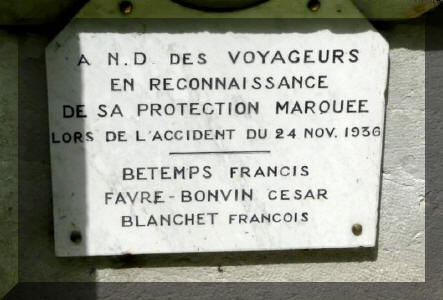 A N.D. DES VOYAGEURS
EN RECONNAISSANCE
DE SA PROTECTION MARQUEE
LORS DE L'ACCIDENT DU 24 NOV. 1936
BETEMPS FRANCIS
FAVRE-BONVIN CESAR
BLANCHET FRANCOIS